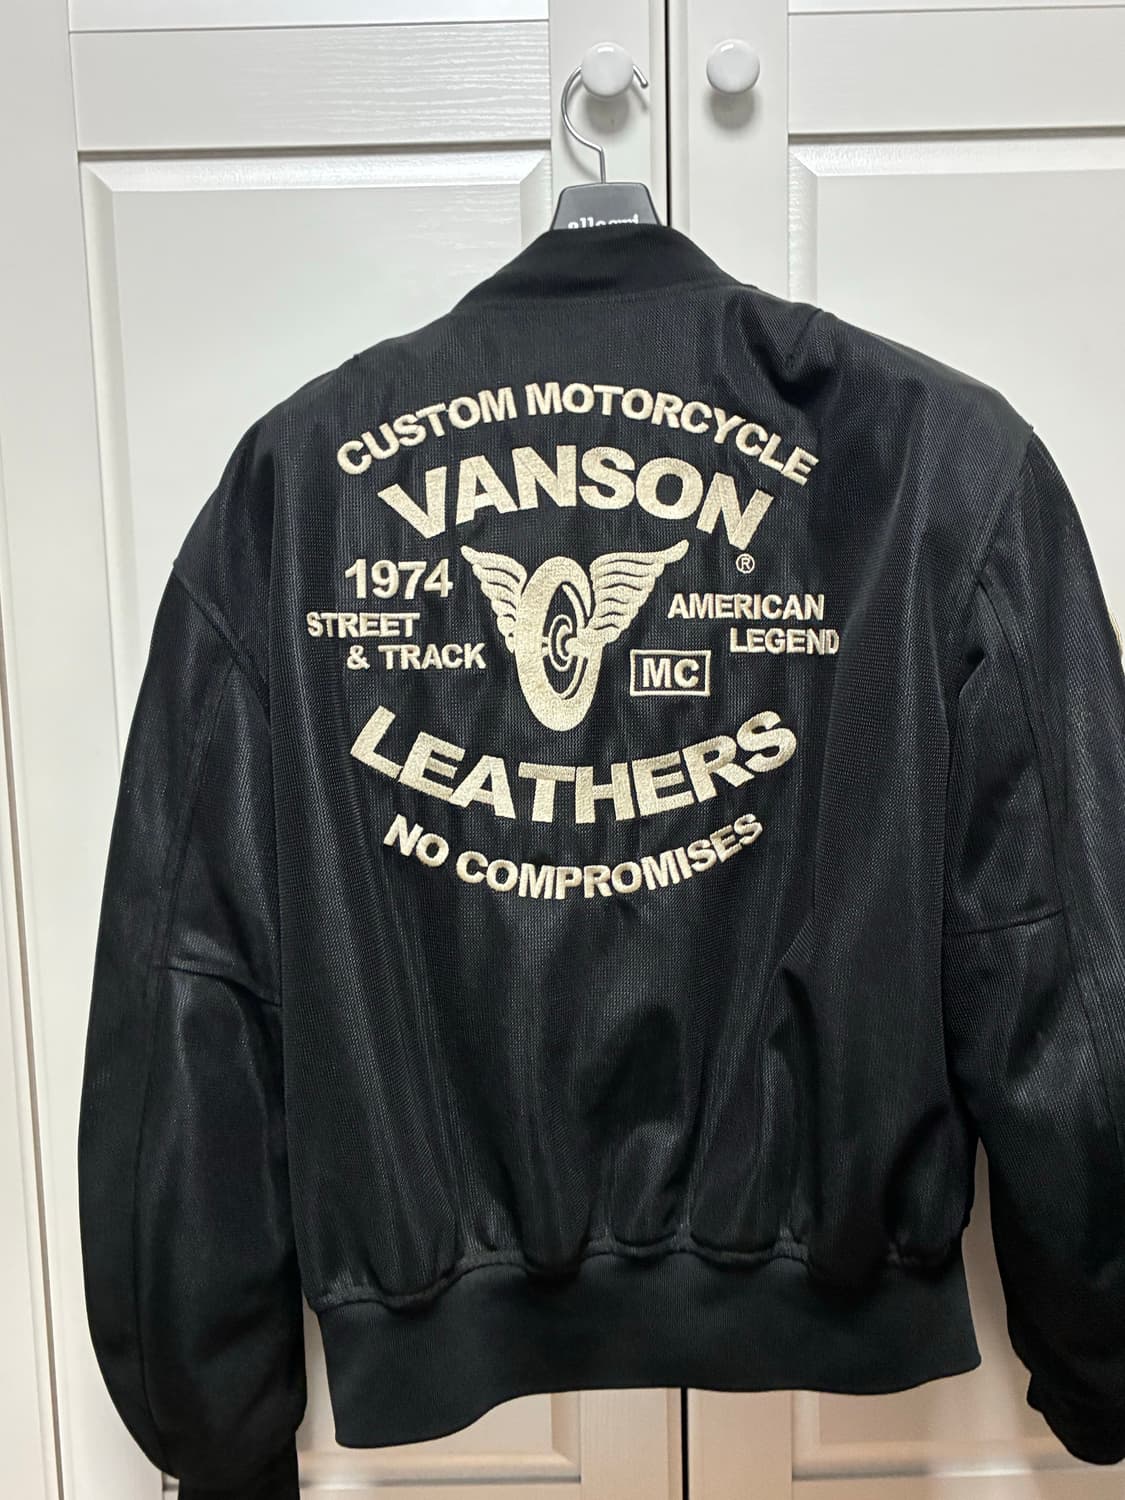 CUSTOM MOTORCYCLE
VANSON
®
1974
STREET
& TRACK
AMERICAN
LEGEND
MC
LEATHERS
NO COMPROMISES